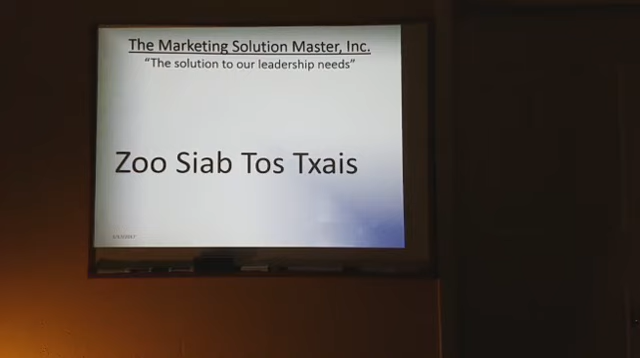 The Marketing Solution Master, Inc.
“The solution to our leadership needs”
Zoo Siab Tos Txais